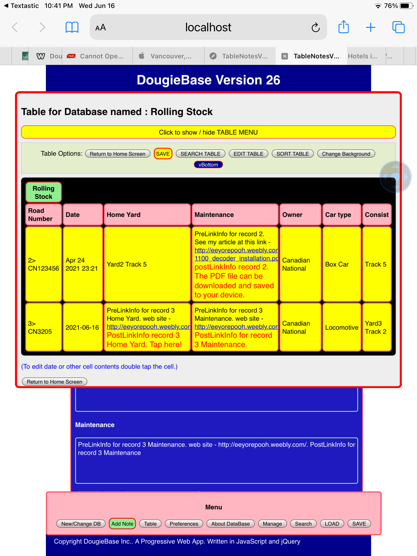 Textastic 10:41 PM Wed Jun 16 76%
AA localhost
Dou Cannot Ope... Vancouver,... TableNotesV... TableNotesV... Hotels I...
DougieBase Version 26
Table for Database named : Rolling Stock
Click to show / hide TABLE MENU
Table Options: Return to Home Screen SAVE SEARCH TABLE EDIT TABLE SORT TABLE Change Background
vBottom
Rolling
Stock
Road
Number
Date
Home Yard
Maintenance
Owner
Car type
Consist
2>
CN123456
Apr 24
2021 23:21
Yard2 Track 5
PreLinkInfo for record 2.
See my article at this link -
http://eeyorepooh.weebly.cor
1100_decoder_installation.pd
postLinkInfo record 2.
The PDF file can be
downloaded and saved
to your device.
Canadian
National
Box Car
Track 5
3>
CN3205
2021-06-16
PreLinkInfo for record 3
Home Yard. web site -
http://eeyorepooh.weebly.cor
PostLinkInfo record 3
Home Yard. Tap here!
PreLinkInfo for record 3
Maintenance. web site -
http://eeyorepooh.weebly.cor
PostLinkInfo for record
3 Maintenance
Canadian
National
Locomotive
Yard3
Track 2
(To edit date or other cell contents double tap the cell.)
Return to Home Screen
Maintenance
PreLinkInfo for record 3 Maintenance. web site - http://eeyorepooh.weebly.com/. PostLinkInfo for
record 3 Maintenance
Menu
New/Change DB Add Note Table Preferences About DataBase Manage Search LOAD SAVE
Copyright DougieBase Inc.. A Progressive Web App. Written in JavaScript and jQuery